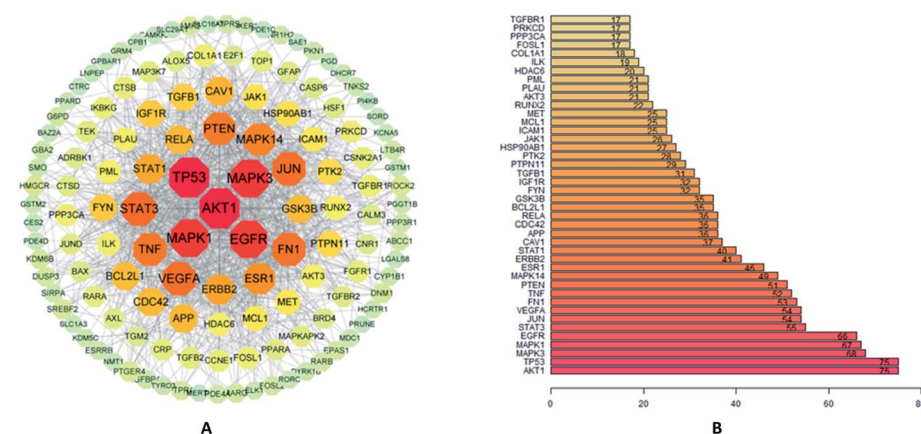 TP53
MAPK3
AKT1
MAPK1
EGFR
PTEN
MAPK14
JUN
STAT3
TNF
FN1
VEGFA
ERBB2
ESR1
GSK3B
STAT1
RELA
CAV1
TGFB1
IGF1R
JAK1
HSP90AB1
ICAM1
PTK2
RUNX2
PTPN11
AKT3
MET
MCL1
HDAC6
APP
CDC42
BCL2L1
ILK
FYN
PML
PLAU
COL1A1
E2F1
TOP1
GFAP
CASP6
HSF1
PRKCD
CSNK2A1
TGFBR1
CALM3
CNR1
FGFR1
TGFBR2
BRD4
MAPKAPK2
PPARA
FOSL1
CCNE1
TGFB2
CRP
TGM2
AXL
RARA
BAX
JUND
PPP3CA
CTSD
ADRBK1
TEK
IKBKG
CTSB
MAP3K7
ALOX5
SAE1
PKN1
PGD
DHCR7
TNKS2
PI4KB
SORD
KCNA5
LTB4R
GSTM1
ROCK2
PGGT1B
PPP3R1
ABCC1
LGALS8
CYP1B1
DNM1
HCRTR1
PRUNE
MDC1
EPAS1
RARB
RORC
PTGER4
NMT1
ESRRB
KDM5C
SLC1A3
SREBF2
SIRPA
DUSP3
KDM6B
PDE4D
CES2
GSTM2
HMGCR
SMO
GBA2
BAZ2A
G6PD
PPARD
CTRC
LNPEP
GPBAR1
GRM4
CPB1
A
TGFBR1 17
PRKCD 17
PPP3CA 17
FOSL1 17
COL1A1 18
ILK 19
HDAC6 20
PML 21
PLAU 21
AKT3 21
RUNX2 22
MET 25
MCL1 25
ICAM1 25
JAK1 26
HSP90AB1 27
PTK2 28
PTPN11 29
TGFB1 31
IGF1R 32
FYN 32
GSK3B 35
BCL2L1 35
RELA 36
CDC42 36
APP 36
CAV1 37
STAT1 40
ERBB2 41
ESR1 46
MAPK14 49
PTEN 51
TNF 52
FN1 53
VEGFA 54
JUN 54
STAT3 55
EGFR 66
MAPK1 67
MAPK3 68
TP53 75
AKT1 75
0 20 40 60
B